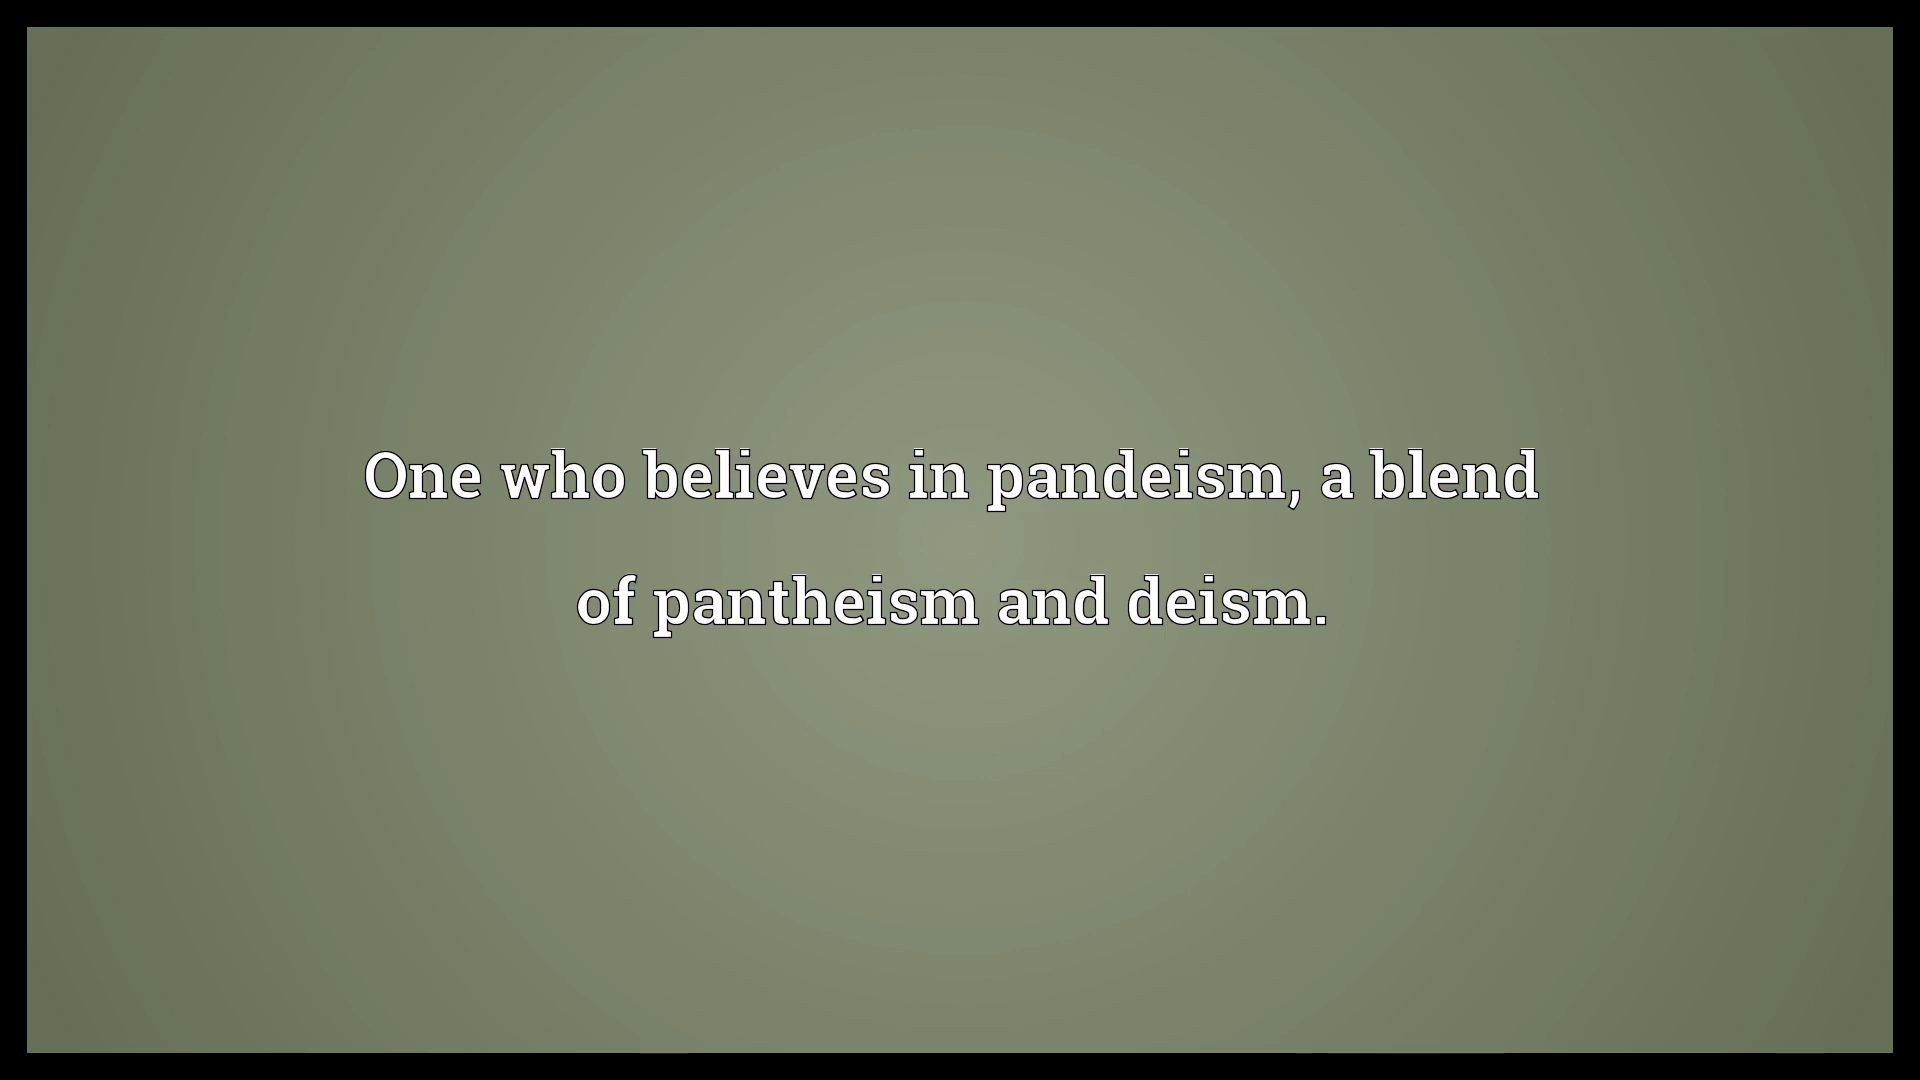 One who believes in pandeism, a blend
of pantheism and deism.